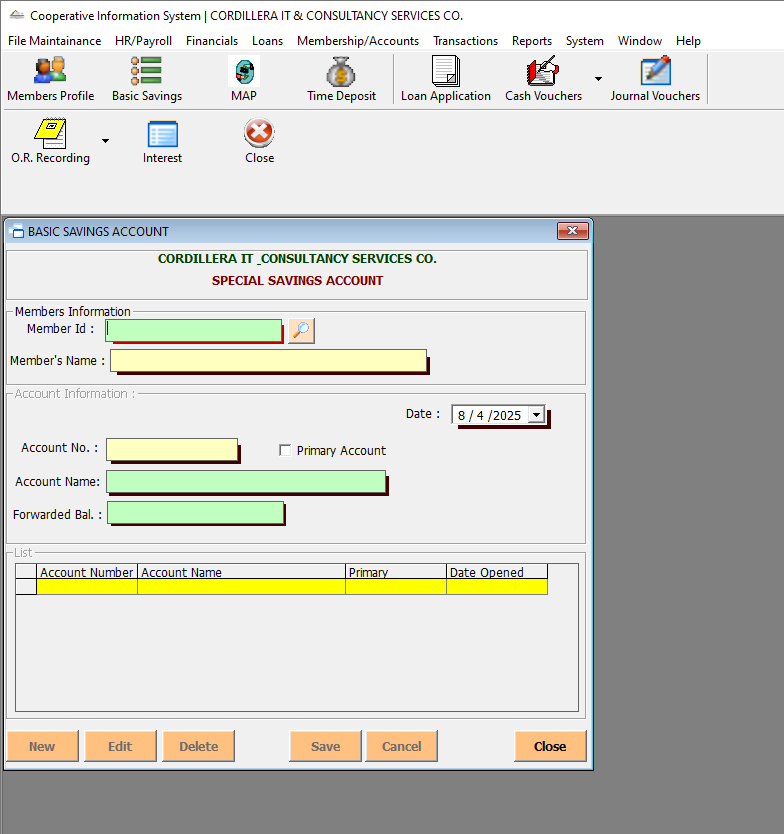 Cooperative Information System | CORDILLERA IT & CONSULTANCY SERVICES CO.
File Maintainance HR/Payroll Financials Loans Membership/Accounts Transactions Reports System Window Help
Members Profile Basic Savings MAP Time Deposit Loan Application Cash Vouchers Journal Vouchers
O.R. Recording Interest Close
BASIC SAVINGS ACCOUNT
CORDILLERA IT _CONSULTANCY SERVICES CO.
SPECIAL SAVINGS ACCOUNT
Members Information
Member Id :
Member's Name :
Account Information :
Date : 8 / 4 /2025
Account No. : Primary Account
Account Name:
Forwarded Bal. :
List
Account Number Account Name Primary Date Opened
New Edit Delete Save Cancel Close